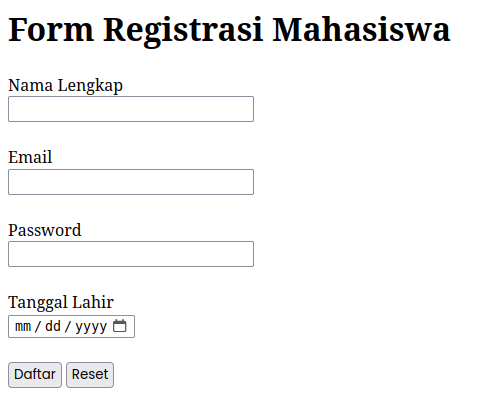 Form Registrasi Mahasiswa
Nama Lengkap
Email
Password
Tanggal Lahir
mm / dd / yyyy
Daftar Reset